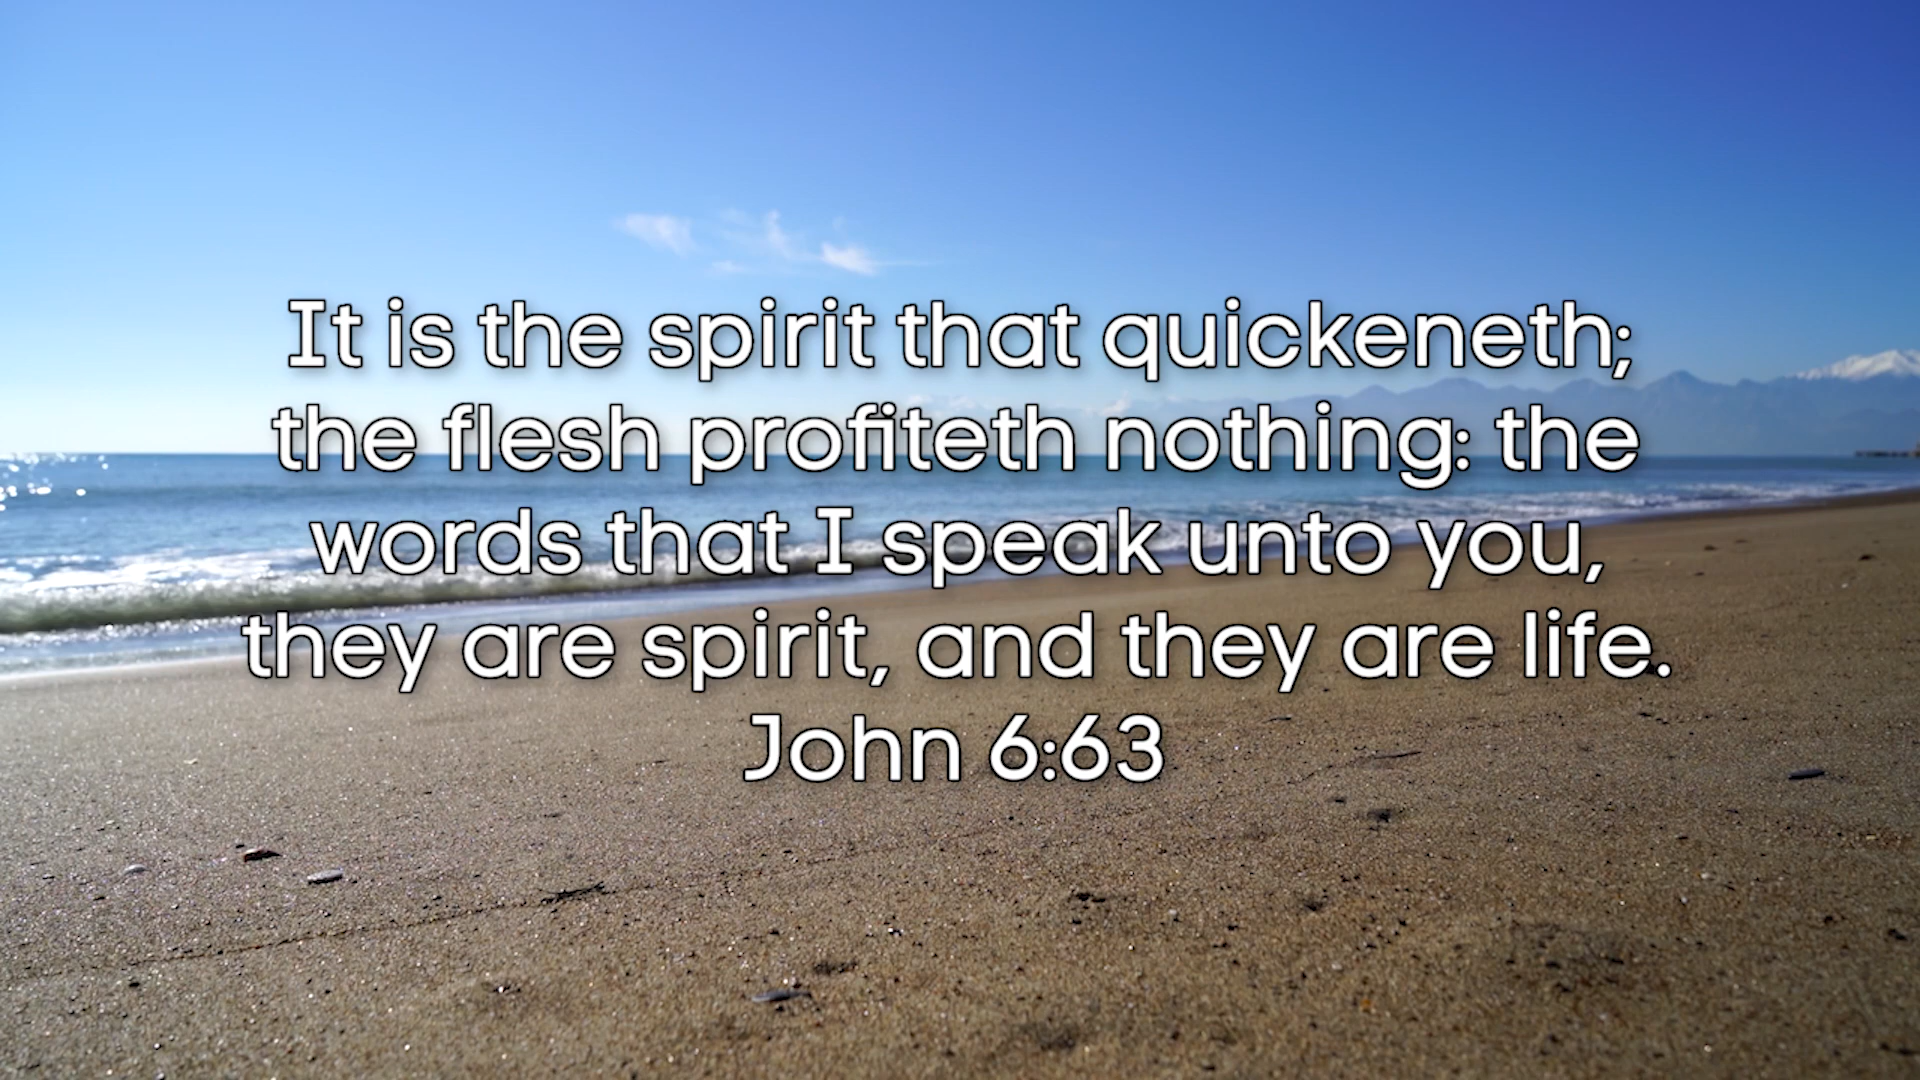 It is the spirit that quickeneth;
the flesh profiteth nothing: the
words that I speak unto you,
they are spirit, and they are life.
John 6:63